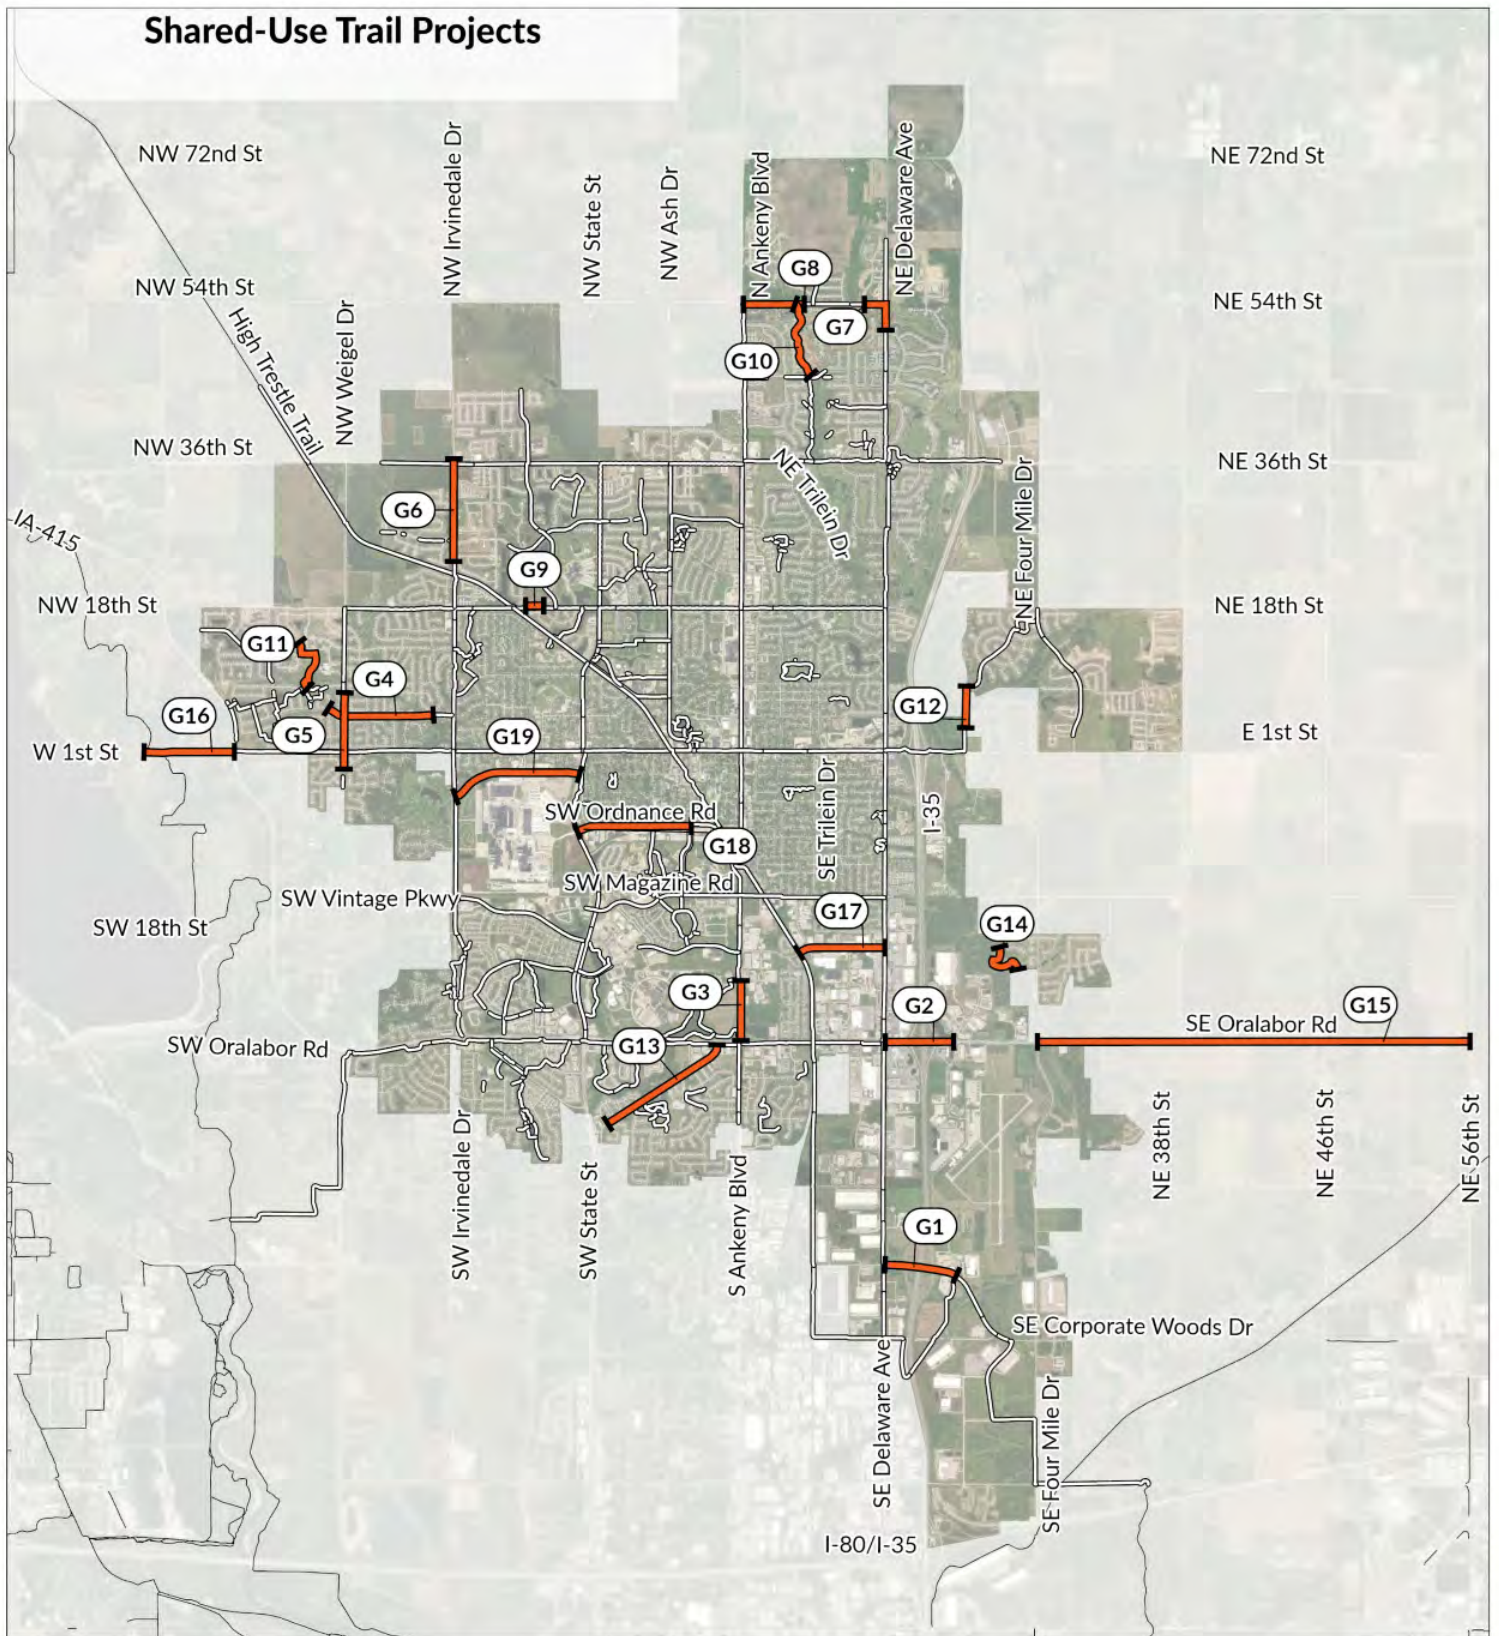 Shared-Use Trail Projects
NW 72nd St
NE 72nd St
NW Irvinedale Dr
NW State St
NW Ash Dr
N Ankeny Blvd
NE Delaware Ave
NW 54th St
NE 54th St
G8
G7
G10
High Trestle Trail
NW Weigel Dr
NW 36th St
NE 36th St
NE Trilein Dr
NE Four Mile Dr
G6
IA-415
G9
NW 18th St
NE 18th St
G11
G4
G12
G16
G5
G19
W 1st St
E 1st St
SE Trilein Dr
I-35
SW Ordnance Rd
G18
SW Magazine Rd
SW Vintage Pkwy
SW 18th St
G17
G14
G3
G2
G15
SE Oralabor Rd
SW Oralabor Rd
G13
NE 38th St
NE 46th St
NE 56th St
SW Irvinedale Dr
SW State St
S Ankeny Blvd
G1
SE Corporate Woods Dr
SE Delaware Ave
SE Four Mile Dr
I-80/I-35